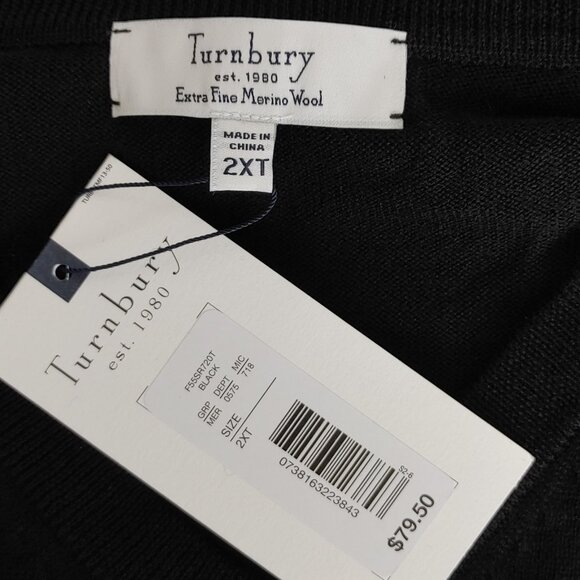 Turnbury
est. 1980
Extra Fine Merino Wool
MADE IN
CHINA
2XT
Turnbury
est. 1980
F55SR720T
BLACK
GRP DEPT MIC
MER 0575 718
SIZE
2XT
0738163223843
$79.50